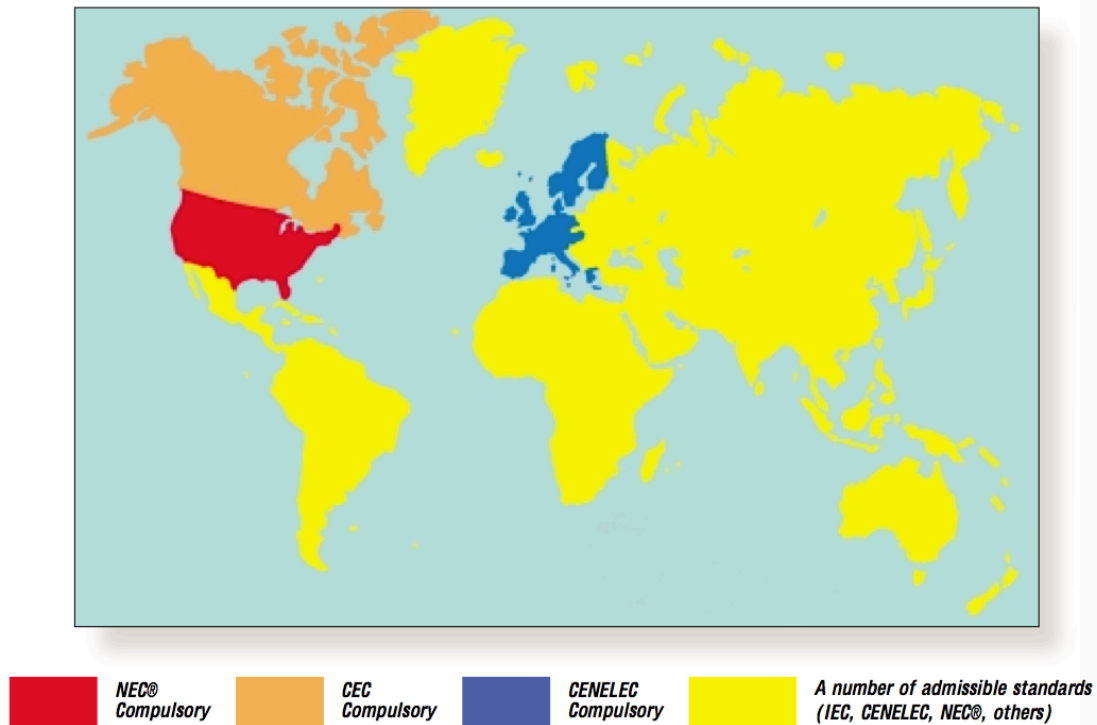 NEC®
Compulsory
CEC
Compulsory
CENELEC
Compulsory
A number of admissible standards
(IEC, CENELEC, NEC®, others)